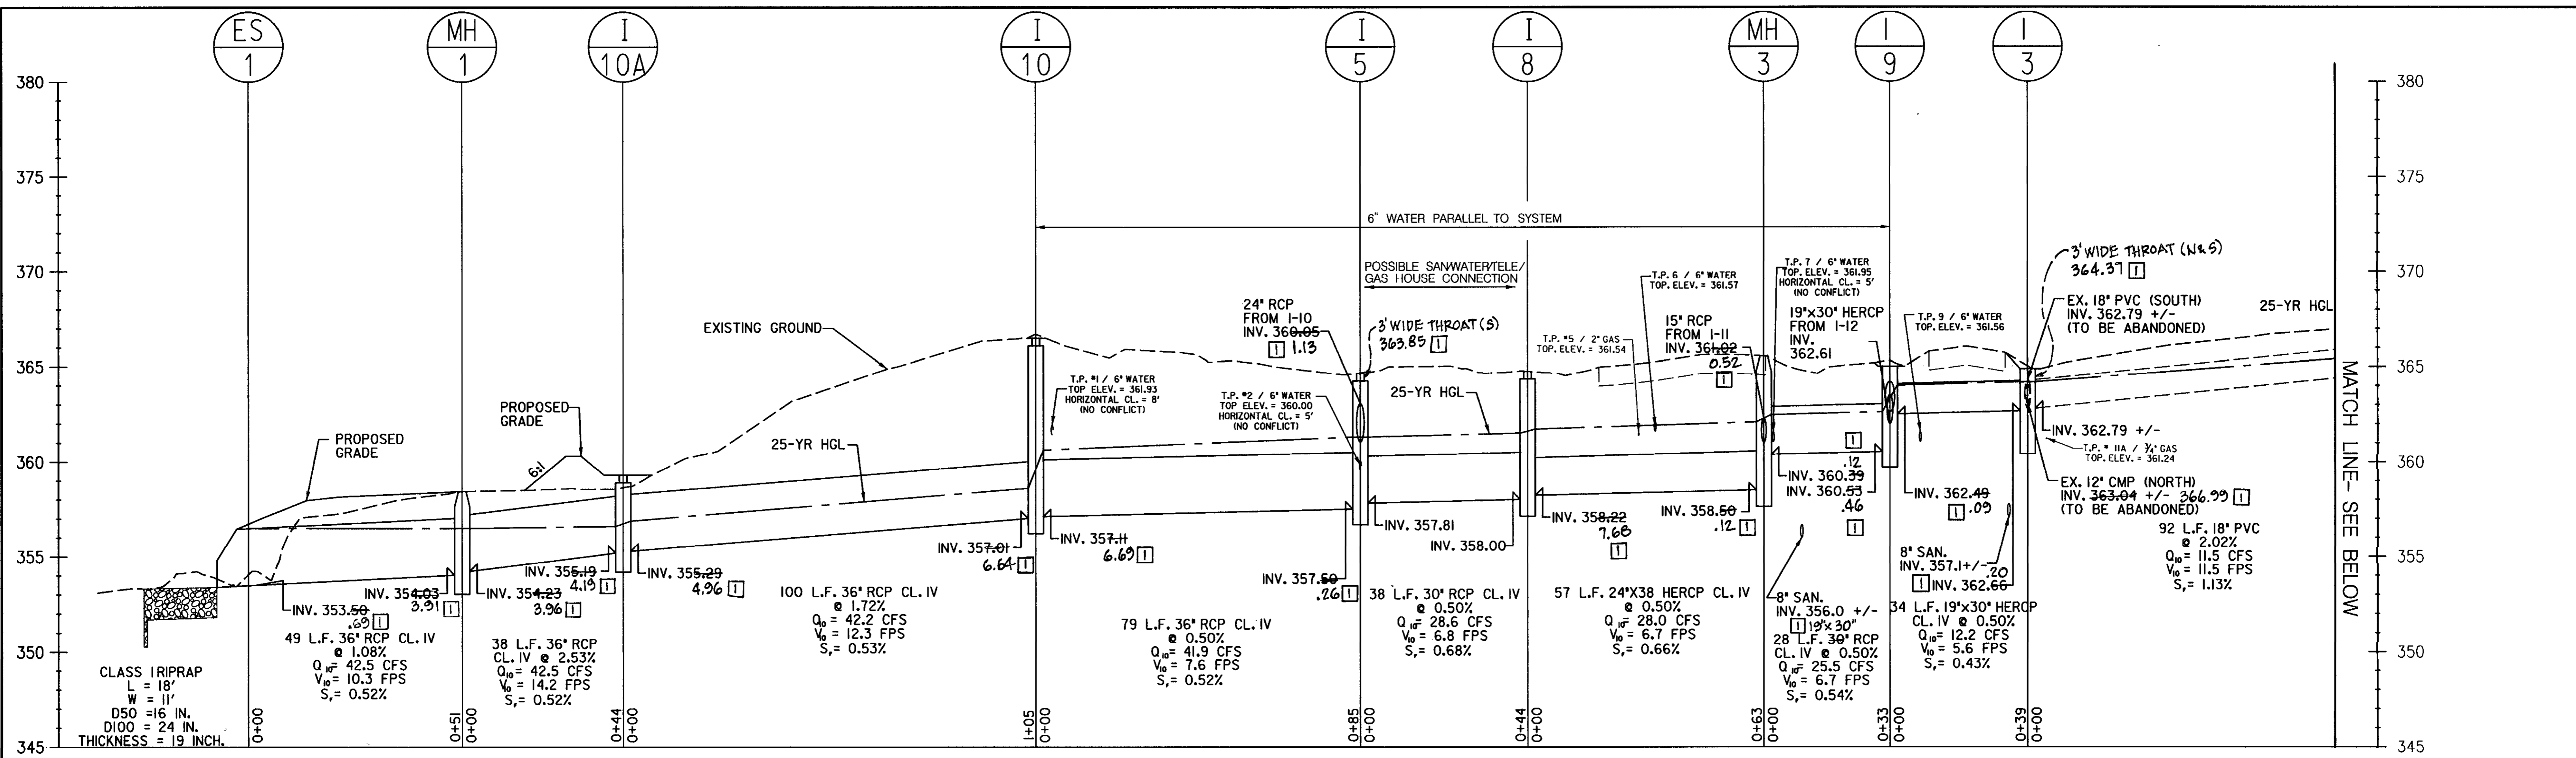 ES
1
MH
1
I
10A
I
10
I
5
I
8
MH
3
I
9
I
3
380
375
370
365
360
355
350
345
380
375
370
365
360
355
350
345
6" WATER PARALLEL TO SYSTEM
POSSIBLE SAN/WATER/TELE/
GAS HOUSE CONNECTION
EXISTING GROUND
PROPOSED
GRADE
PROPOSED
GRADE
6:1
25-YR HGL
25-YR HGL
25-YR HGL
T.P. #1 / 6" WATER
TOP ELEV. = 361.93
HORIZONTAL CL. = 8'
(NO CONFLICT)
24" RCP
FROM I-10
INV. 360.05
1 1.13
3' WIDE THROAT (S)
363.85 1
T.P. #2 / 6" WATER
TOP ELEV. = 360.00
HORIZONTAL CL. = 5'
(NO CONFLICT)
T.P. #5 / 2" GAS
TOP. ELEV. = 361.54
T.P. 6 / 6" WATER
TOP. ELEV. = 361.57
15" RCP
FROM I-11
INV. 361.02
0.52
1
T.P. 7 / 6" WATER
TOP. ELEV. = 361.95
HORIZONTAL CL. = 5'
(NO CONFLICT)
19"x30" HERCP
FROM I-12
INV.
362.61
T.P. 9 / 6" WATER
TOP. ELEV. = 361.56
3' WIDE THROAT (N&S)
364.37 1
EX. 18" PVC (SOUTH)
INV. 362.79 +/-
(TO BE ABANDONED)
INV. 362.79 +/-
T.P. # 11A / 3/4" GAS
TOP. ELEV. = 361.24
EX. 12" CMP (NORTH)
INV. 363.04 +/- 366.99 1
(TO BE ABANDONED)
92 L.F. 18" PVC
@ 2.02%
Q10= 11.5 CFS
V10= 11.5 FPS
Sf= 1.13%
MATCH LINE- SEE BELOW
INV. 353.50
.69 1
INV. 354.03
3.91 1
INV. 354.23
3.96 1
INV. 355.19
4.19 1
INV. 355.29
4.96 1
INV. 357.01
6.64 1
INV. 357.11
6.69 1
INV. 357.50
.26 1
INV. 357.81
INV. 358.00
INV. 358.22
7.68
1
INV. 358.50
.12 1
1
.12
INV. 360.39
INV. 360.53
.46
1
INV. 362.49
1 .09
8" SAN.
INV. 357.1+/-
.20
1 INV. 362.66
8" SAN.
INV. 356.0 +/-
1 19"x30"
28 L.F. 30" RCP
CL. IV @ 0.50%
Q10= 25.5 CFS
V10= 6.7 FPS
Sf= 0.54%
34 L.F. 19"x30" HERCP
CL. IV @ 0.50%
Q10= 12.2 CFS
V10= 5.6 FPS
Sf= 0.43%
57 L.F. 24"X38 HERCP CL. IV
@ 0.50%
Q10= 28.0 CFS
V10= 6.7 FPS
Sf= 0.66%
38 L.F. 30" RCP CL. IV
@ 0.50%
Q10= 28.6 CFS
V10= 6.8 FPS
Sf= 0.68%
79 L.F. 36" RCP CL. IV
@ 0.50%
Q10= 41.9 CFS
V10= 7.6 FPS
Sf= 0.52%
100 L.F. 36" RCP CL. IV
@ 1.72%
Q10= 42.2 CFS
V10= 12.3 FPS
Sf= 0.53%
38 L.F. 36" RCP
CL. IV @ 2.53%
Q10= 42.5 CFS
V10= 14.2 FPS
Sf= 0.52%
49 L.F. 36" RCP CL. IV
@ 1.08%
Q10= 42.5 CFS
V10= 10.3 FPS
Sf= 0.52%
CLASS I RIPRAP
L = 18'
W = 11'
D50 =16 IN.
D100 = 24 IN.
THICKNESS = 19 INCH.
0+00
0+51
0+00
0+44
0+00
1+05
0+00
0+85
0+00
0+44
0+00
0+63
0+00
0+33
0+00
0+39
0+00